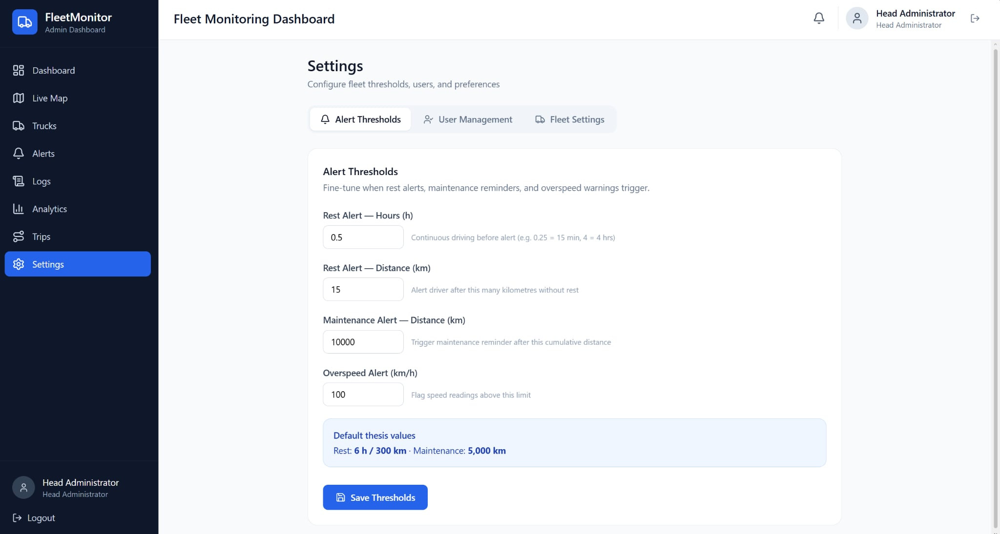 FleetMonitor
Admin Dashboard
Dashboard
Live Map
Trucks
Alerts
Logs
Analytics
Trips
Settings
Head Administrator
Head Administrator
Logout
Fleet Monitoring Dashboard
Head Administrator
Head Administrator
Settings
Configure fleet thresholds, users, and preferences
Alert Thresholds User Management Fleet Settings
Alert Thresholds
Fine-tune when rest alerts, maintenance reminders, and overspeed warnings trigger.
Rest Alert — Hours (h)
0.5 Continuous driving before alert (e.g. 0.25 = 15 min, 4 = 4 hrs)
Rest Alert — Distance (km)
15 Alert driver after this many kilometres without rest
Maintenance Alert — Distance (km)
10000 Trigger maintenance reminder after this cumulative distance
Overspeed Alert (km/h)
100 Flag speed readings above this limit
Default thesis values
Rest: 6 h / 300 km · Maintenance: 5,000 km
Save Thresholds